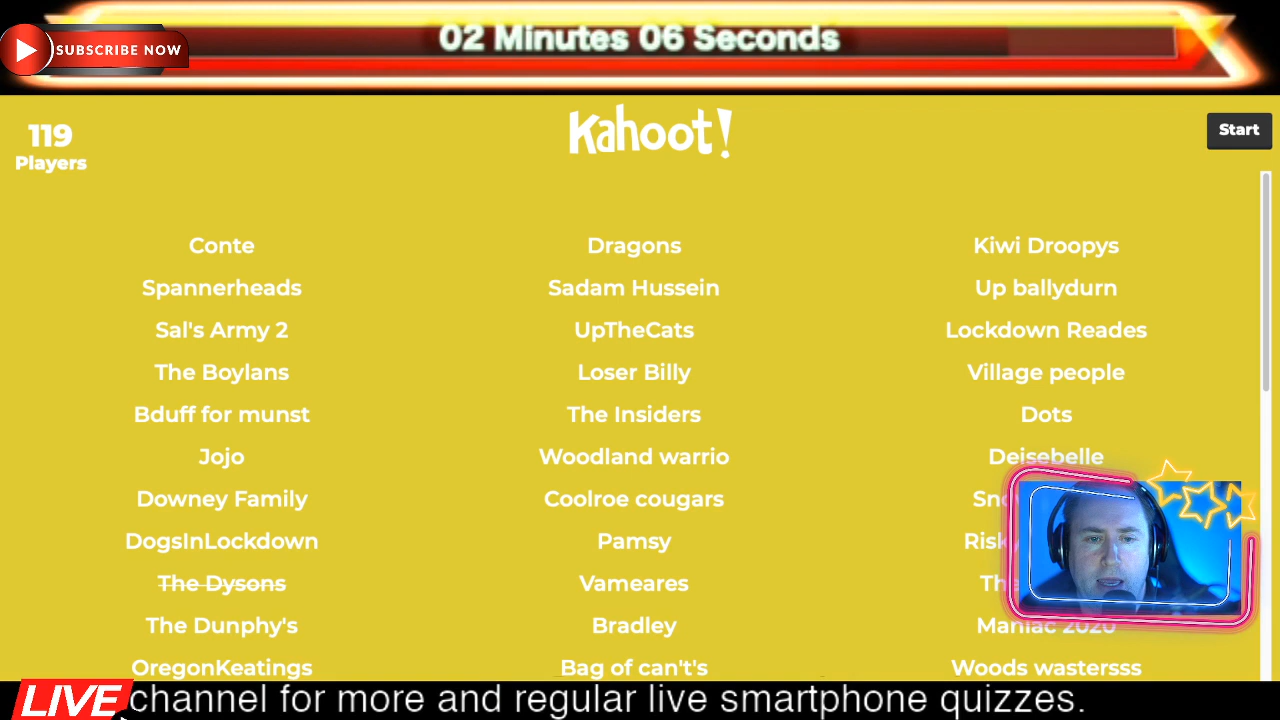 02 Minutes 06 Seconds
SUBSCRIBE NOW
119
Players
Kahoot!
Start
Conte
Dragons
Kiwi Droopys
Spannerheads
Sadam Hussein
Up ballydurn
Sal's Army 2
UpTheCats
Lockdown Reades
The Boylans
Loser Billy
Village people
Bduff for munst
The Insiders
Dots
Jojo
Woodland warrio
Deisebelle
Downey Family
Coolroe cougars
DogsInLockdown
Pamsy
The Dysons
Vameares
The Dunphy's
Bradley
Maniac 2020
OregonKeatings
Bag of can't's
Woods wastersss
LIVE
channel for more and regular live smartphone quizzes.